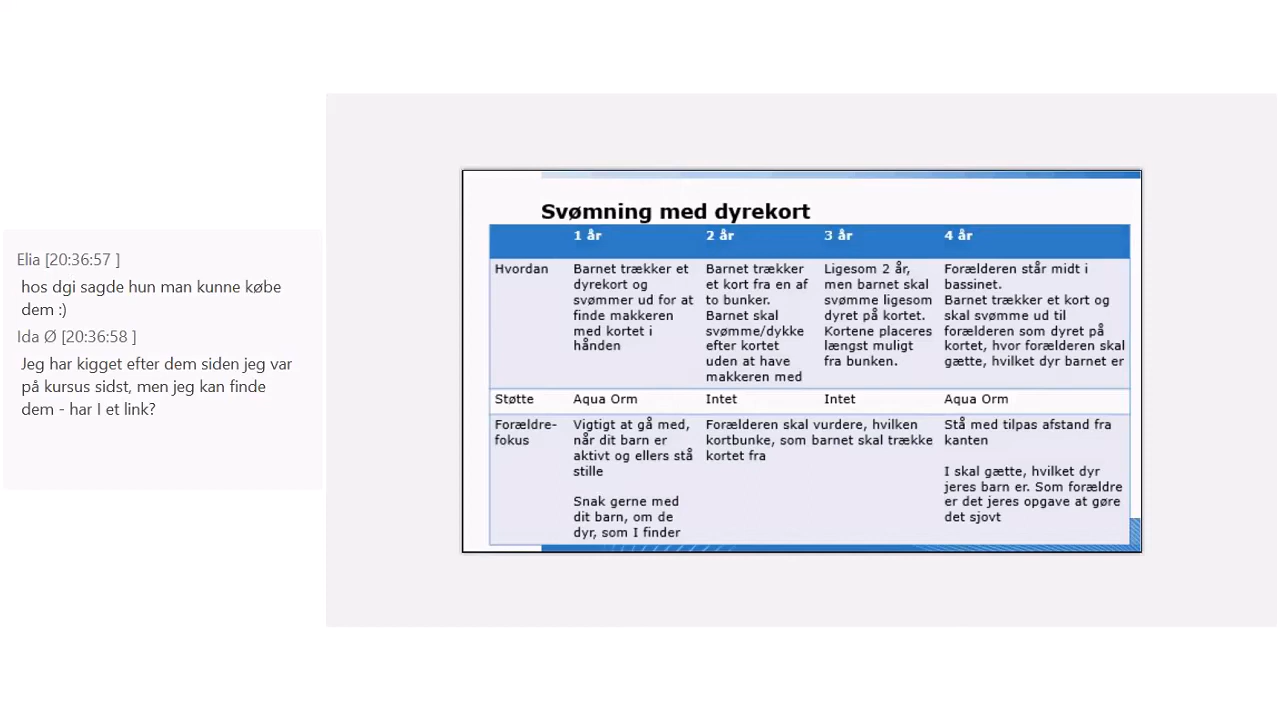 Elia [20:36:57 ]
hos dgi sagde hun man kunne købe
dem :)
Ida Ø [20:36:58 ]
Jeg har kigget efter dem siden jeg var
på kursus sidst, men jeg kan finde
dem - har I et link?
Svømning med dyrekort
1 år
2 år
3 år
4 år
Hvordan
Barnet trækker et
dyrekort og
svømmer ud for at
finde makkeren
med kortet i
hånden
Barnet trækker
et kort fra en af
to bunker.
Barnet skal
svømme/dykke
efter kortet
uden at have
makkeren med
Ligesom 2 år,
men barnet skal
svømme ligesom
dyret på kortet.
Kortene placeres
længst muligt
fra bunken.
Forælderen står midt i
bassinet.
Barnet trækker et kort og
skal svømme ud til
forælderen som dyret på
kortet, hvor forælderen skal
gætte, hvilket dyr barnet er
Støtte
Aqua Orm
Intet
Intet
Aqua Orm
Forældre-
fokus
Vigtigt at gå med,
når dit barn er
aktivt og ellers stå
stille
Snak gerne med
dit barn, om de
dyr, som I finder
Forælderen skal vurdere, hvilken
kortbunke, som barnet skal trække
kortet fra
Stå med tilpas afstand fra
kanten
I skal gætte, hvilket dyr
jeres barn er. Som forældre
er det jeres opgave at gøre
det sjovt